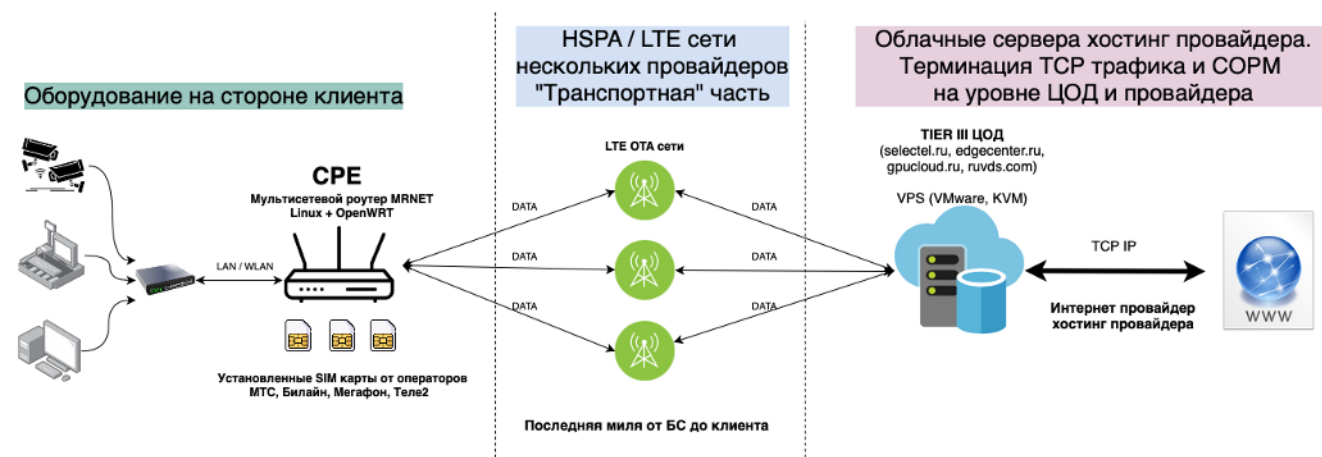 Оборудование на стороне клиента
CPE
Мультисетевой роутер MRNET
Linux + OpenWRT
LAN / WLAN
Установленные SIM карты от операторов
МТС, Билайн, Мегафон, Теле2
HSPA / LTE сети
нескольких провайдеров
"Транспортная" часть
LTE OTA сети
DATA
DATA
DATA
DATA
DATA
DATA
Последняя миля от БС до клиента
Облачные сервера хостинг провайдера.
Терминация TCP трафика и СОРМ
на уровне ЦОД и провайдера
TIER III ЦОД
(selectel.ru, edgecenter.ru,
gpucloud.ru, ruvds.com)
VPS (VMware, KVM)
TCP IP
Интернет провайдер
хостинг провайдера
WWW